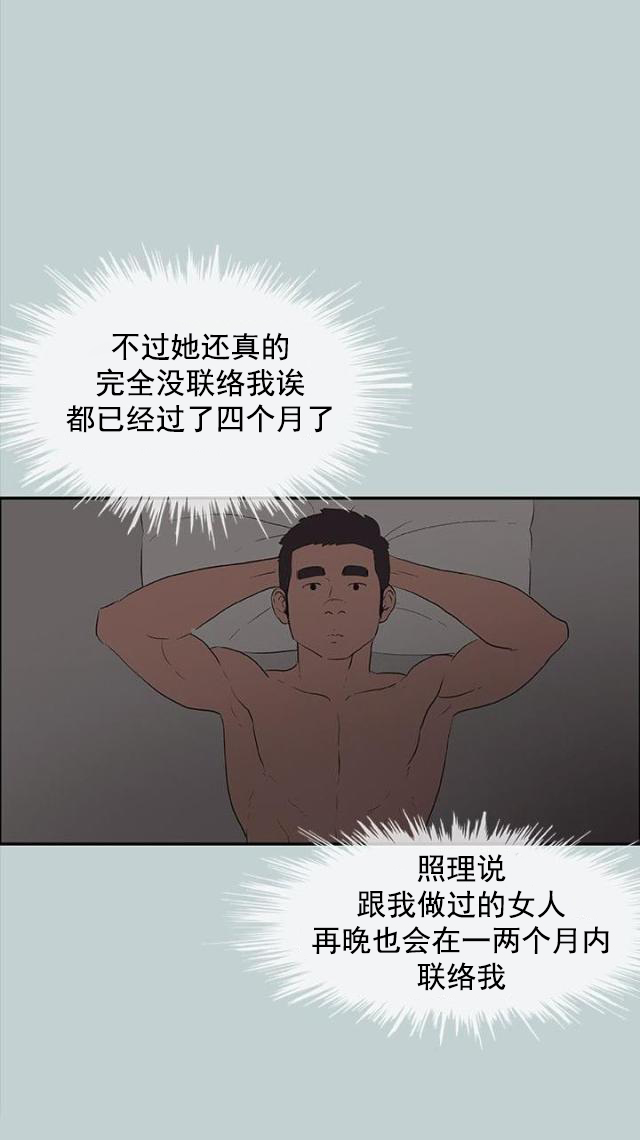 不过她还真的
完全没联络我诶
都已经过了四个月了
照理说
跟我做过的女人
再晚也会在一两个月内
联络我